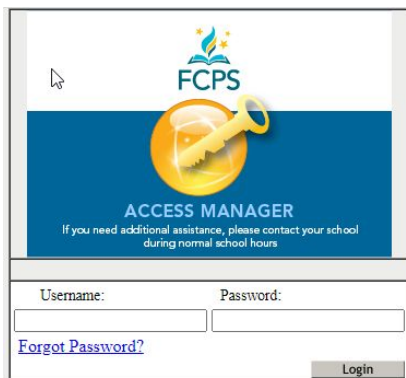 FCPS
ACCESS MANAGER
If you need additional assistance, please contact your school
during normal school hours
Username: Password:
Forgot Password?
Login